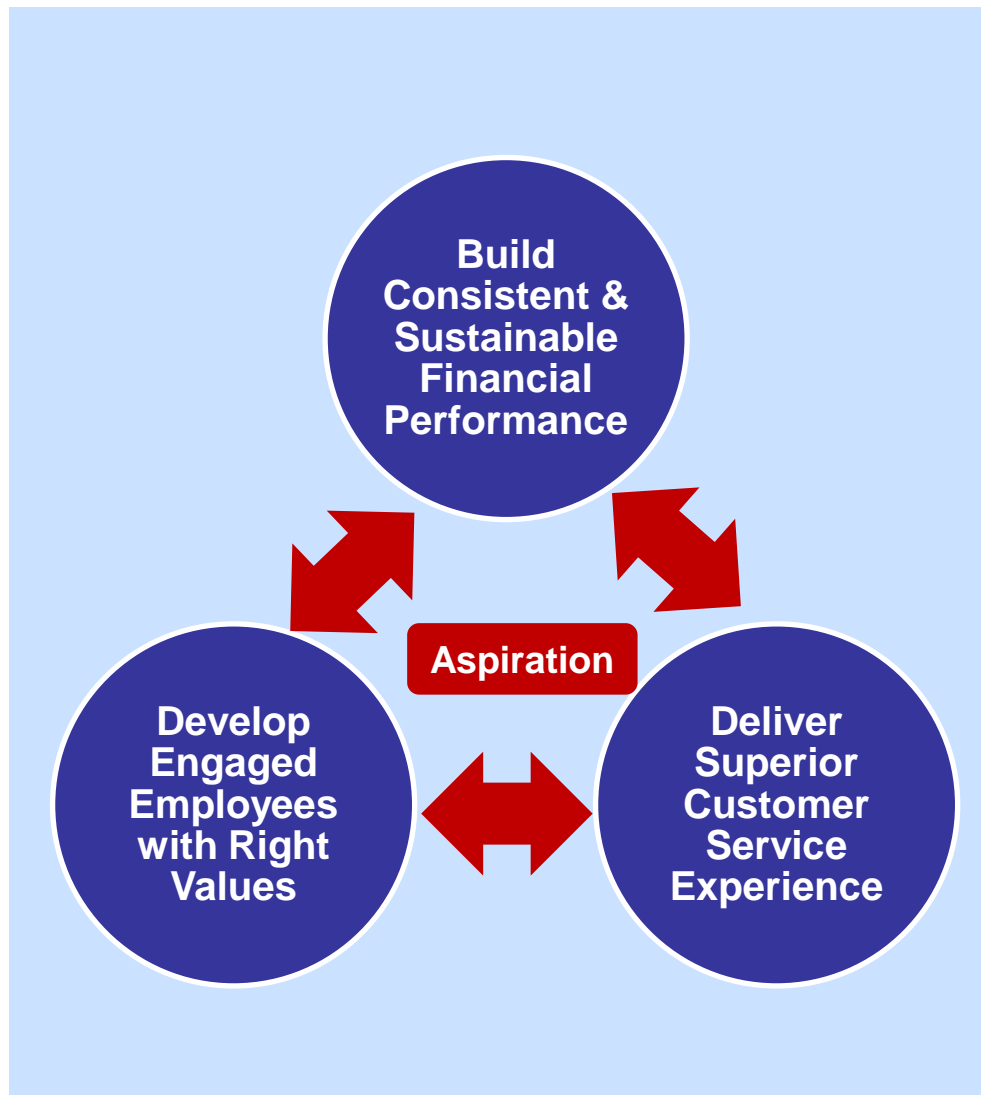 Build
Consistent &
Sustainable
Financial
Performance
Aspiration
Develop
Engaged
Employees
with Right
Values
Deliver
Superior
Customer
Service
Experience